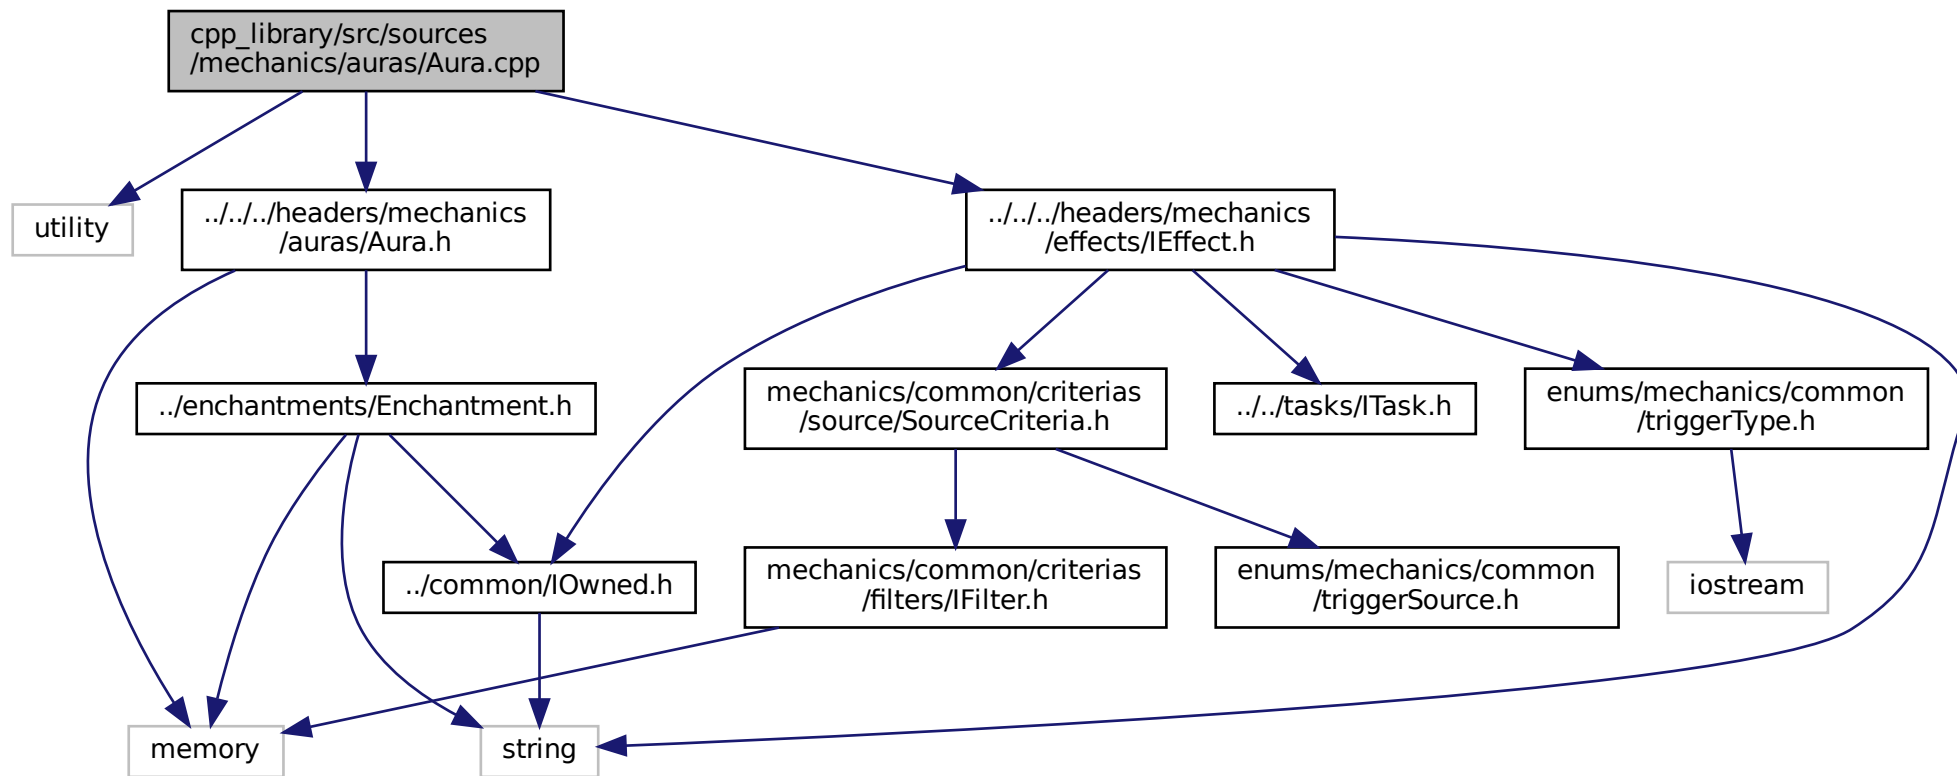 cpp_library/src/sources
/mechanics/auras/Aura.cpp
utility
../../../headers/mechanics
/auras/Aura.h
../../../headers/mechanics
/effects/IEffect.h
../enchantments/Enchantment.h
mechanics/common/criterias
/source/SourceCriteria.h
../../tasks/ITask.h
enums/mechanics/common
/triggerType.h
../common/IOwned.h
mechanics/common/criterias
/filters/IFilter.h
enums/mechanics/common
/triggerSource.h
iostream
memory
string